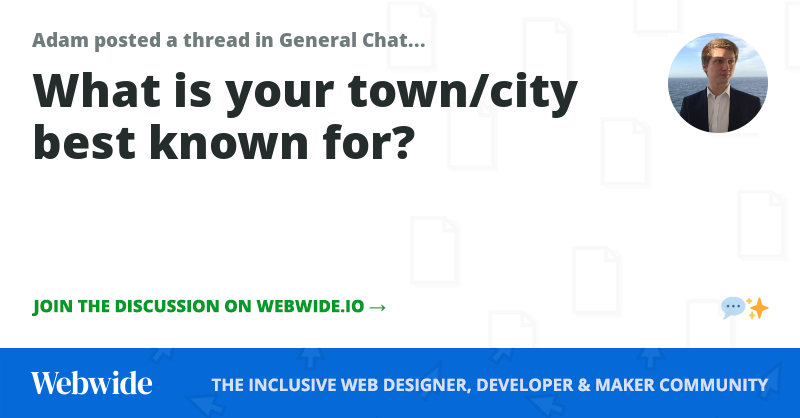 Adam posted a thread in General Chat...
What is your town/city
best known for?
JOIN THE DISCUSSION ON WEBWIDE.IO →
Webwide
THE INCLUSIVE WEB DESIGNER, DEVELOPER & MAKER COMMUNITY